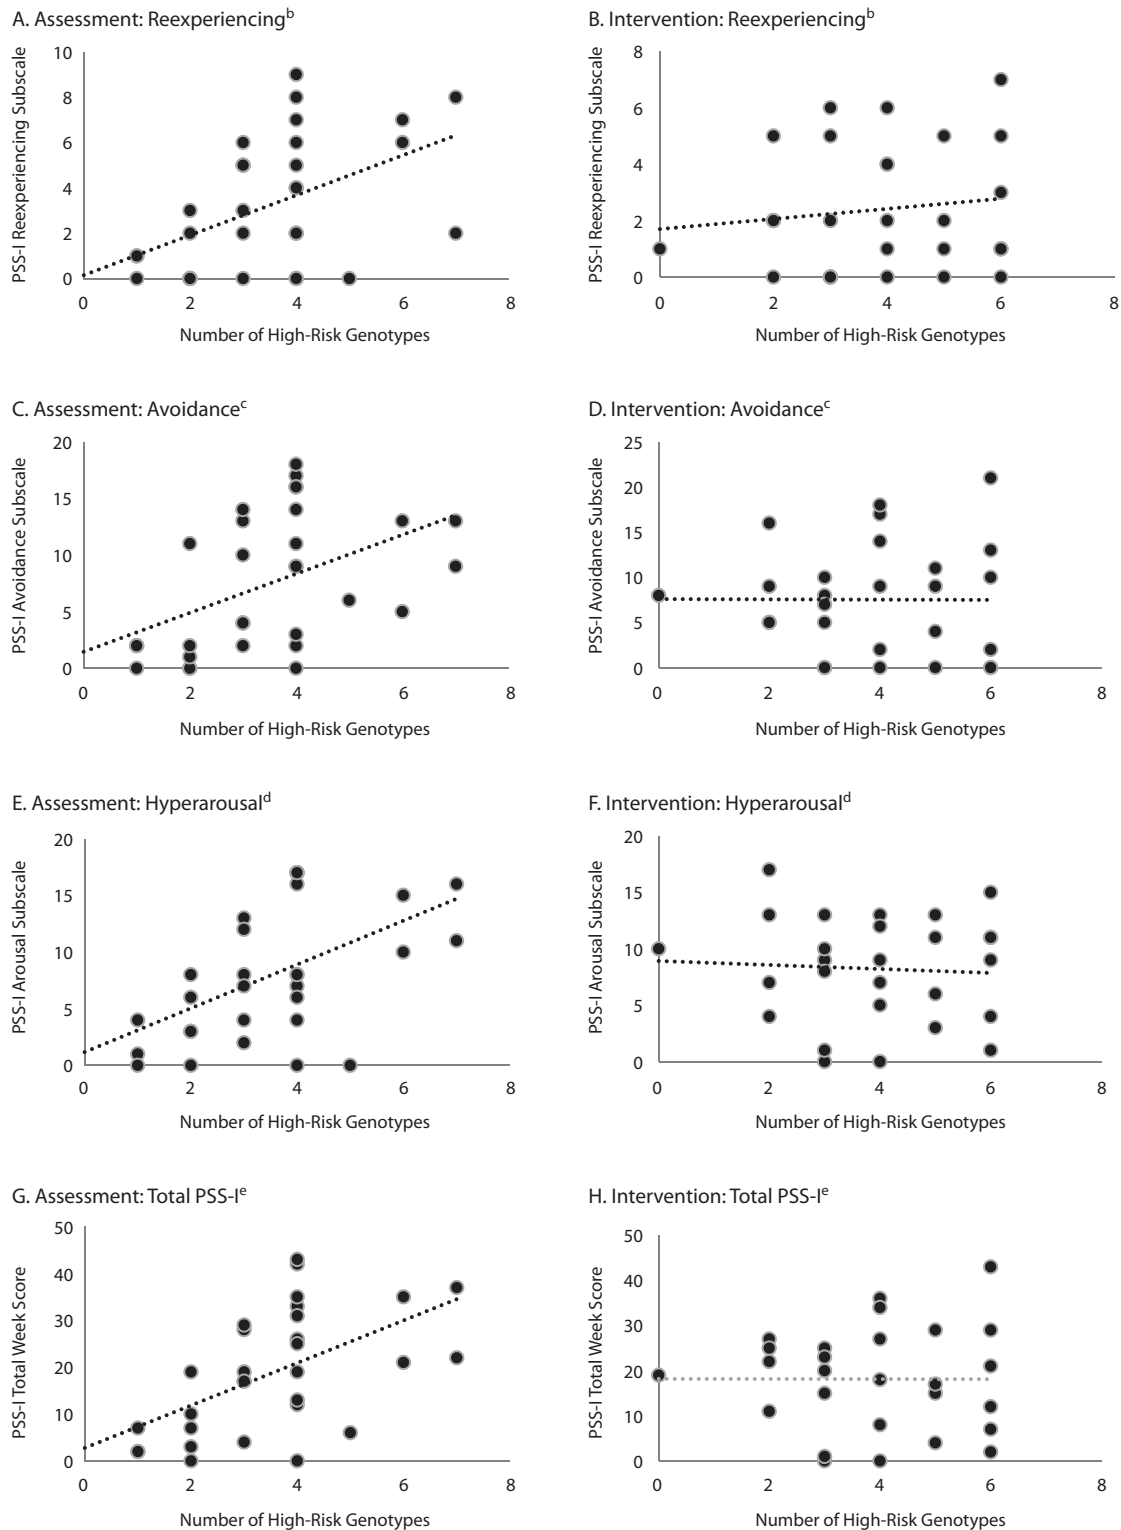 A. Assessment: Reexperiencingb
PSS-I Reexperiencing Subscale
10
8
6
4
2
0
0 2 4 6 8
Number of High-Risk Genotypes
B. Intervention: Reexperiencingb
PSS-I Reexperiencing Subscale
8
6
4
2
0
0 2 4 6 8
Number of High-Risk Genotypes
C. Assessment: Avoidancec
PSS-I Avoidance Subscale
20
15
10
5
0
0 2 4 6 8
Number of High-Risk Genotypes
D. Intervention: Avoidancec
PSS-I Avoidance Subscale
25
20
15
10
5
0
0 2 4 6 8
Number of High-Risk Genotypes
E. Assessment: Hyperarousald
PSS-I Arousal Subscale
20
15
10
5
0
0 2 4 6 8
Number of High-Risk Genotypes
F. Intervention: Hyperarousald
PSS-I Arousal Subscale
20
15
10
5
0
0 2 4 6 8
Number of High-Risk Genotypes
G. Assessment: Total PSS-Ie
PSS-I Total Week Score
50
40
30
20
10
0
0 2 4 6 8
Number of High-Risk Genotypes
H. Intervention: Total PSS-Ie
PSS-I Total Week Score
50
40
30
20
10
0
0 2 4 6 8
Number of High-Risk Genotypes